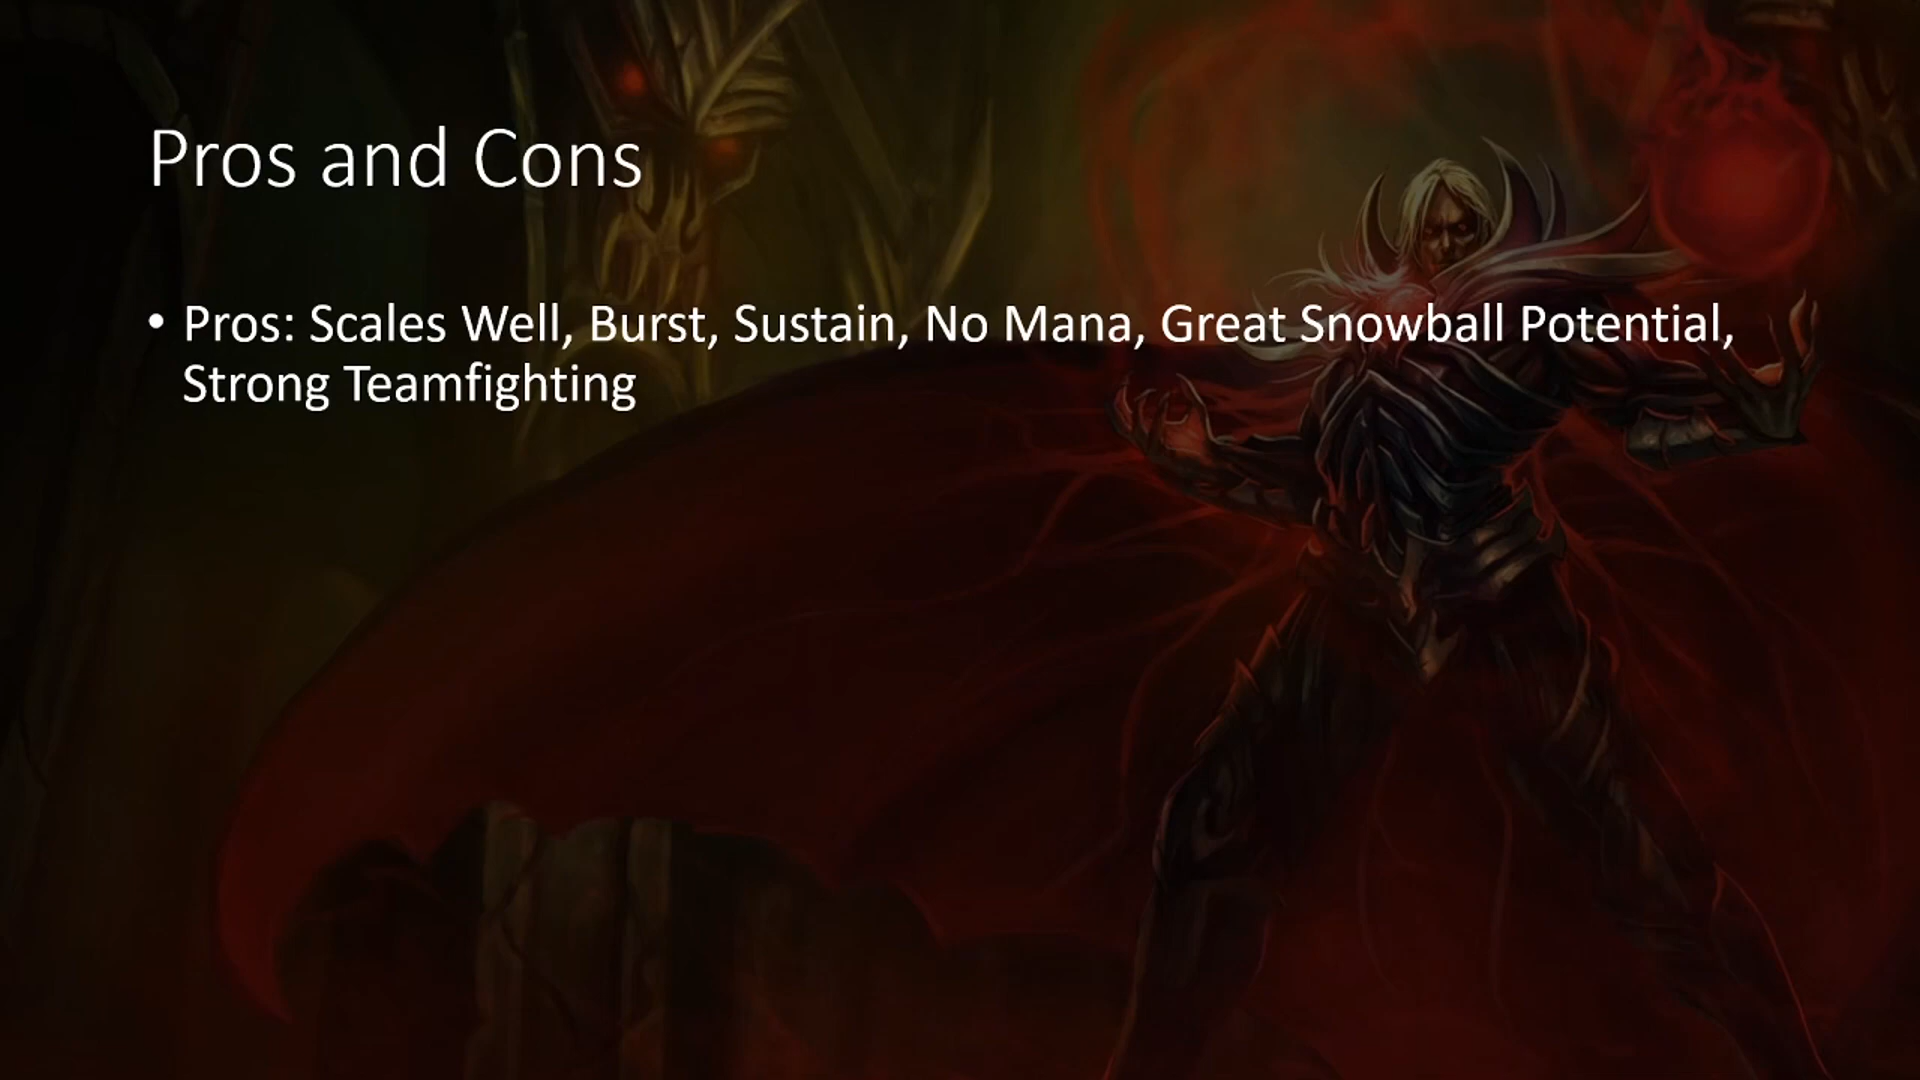 Pros and Cons
• Pros: Scales Well, Burst, Sustain, No Mana, Great Snowball Potential,
Strong Teamfighting